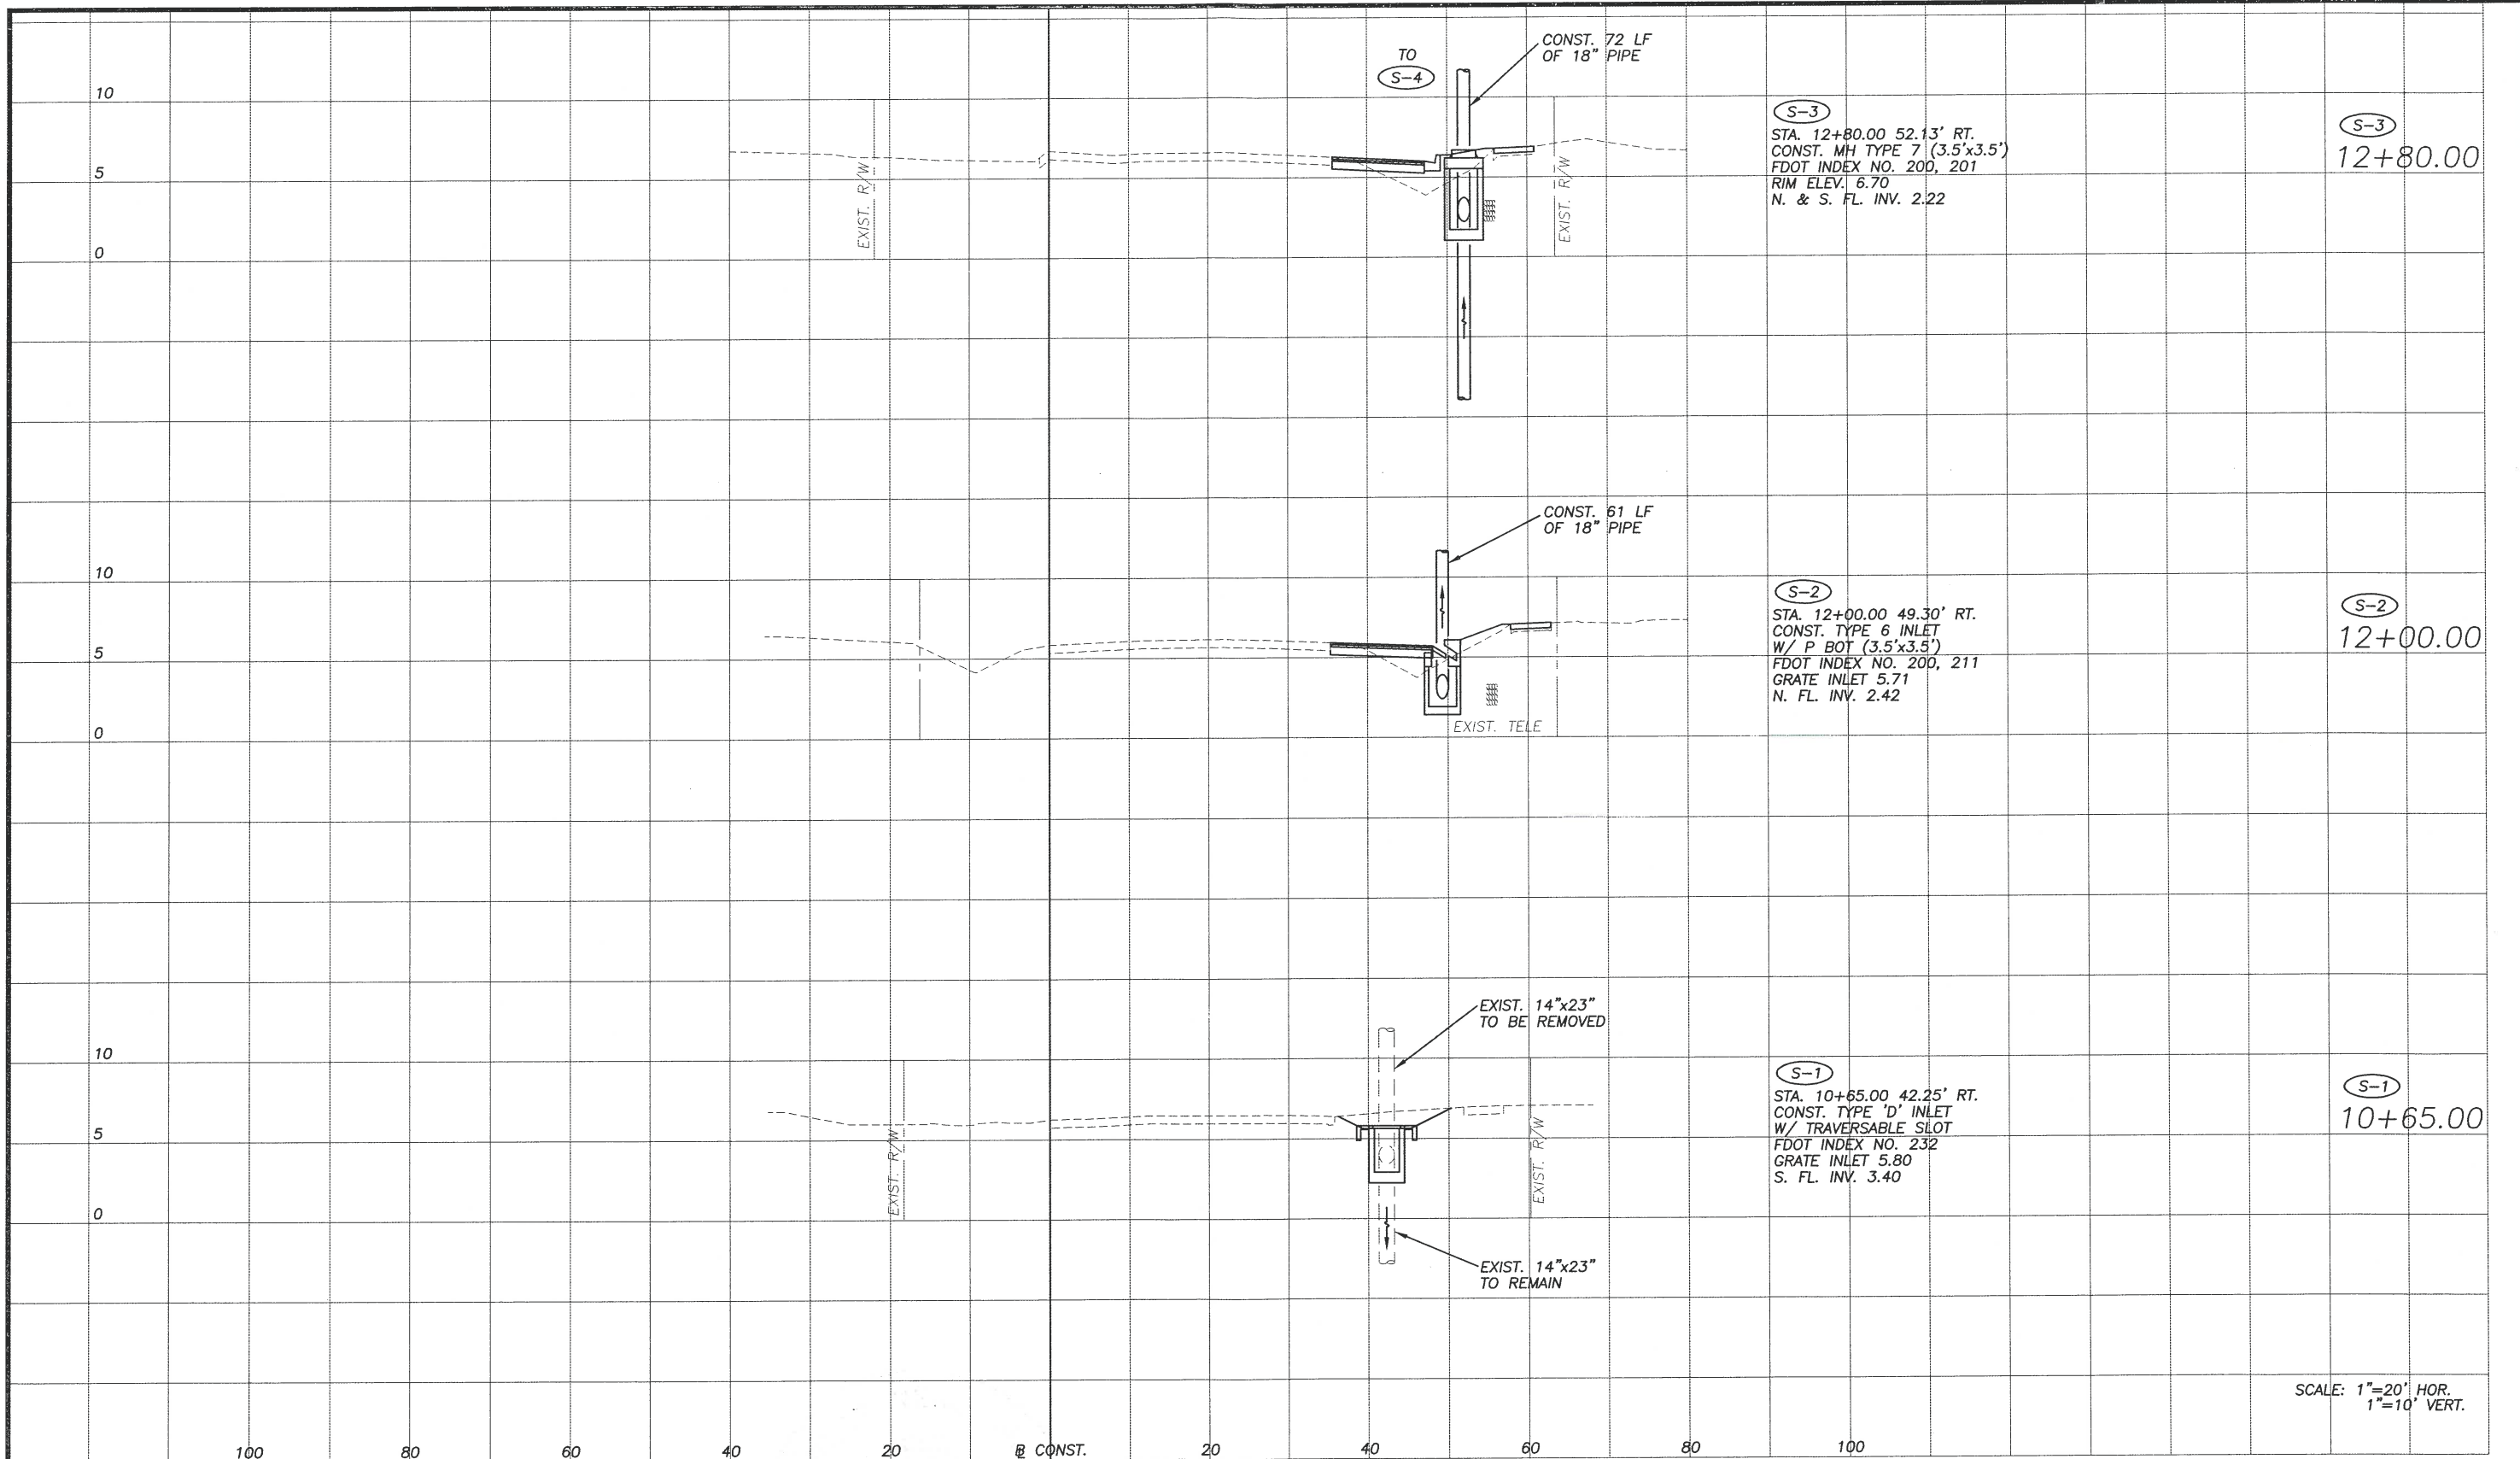 CONST. 72 LF
OF 18" PIPE
TO
S-4
10
5
0
EXIST. R/W
EXIST. R/W
S-3
STA. 12+80.00 52.13' RT.
CONST. MH TYPE 7 (3.5'x3.5')
FDOT INDEX NO. 200, 201
RIM ELEV. 6.70
N. & S. FL. INV. 2.22
S-3
12+80.00
CONST. 61 LF
OF 18" PIPE
10
5
0
EXIST. TELE
S-2
STA. 12+00.00 49.30' RT.
CONST. TYPE 6 INLET
W/ P BOT (3.5'x3.5')
FDOT INDEX NO. 200, 211
GRATE INLET 5.71
N. FL. INV. 2.42
S-2
12+00.00
EXIST. 14"x23"
TO BE REMOVED
10
5
0
EXIST. R/W
EXIST. R/W
S-1
STA. 10+65.00 42.25' RT.
CONST. TYPE 'D' INLET
W/ TRAVERSABLE SLOT
FDOT INDEX NO. 232
GRATE INLET 5.80
S. FL. INV. 3.40
S-1
10+65.00
EXIST. 14"x23"
TO REMAIN
SCALE: 1"=20' HOR.
1"=10' VERT.
100 80 60 40 20 ℄ CONST. 20 40 60 80 100